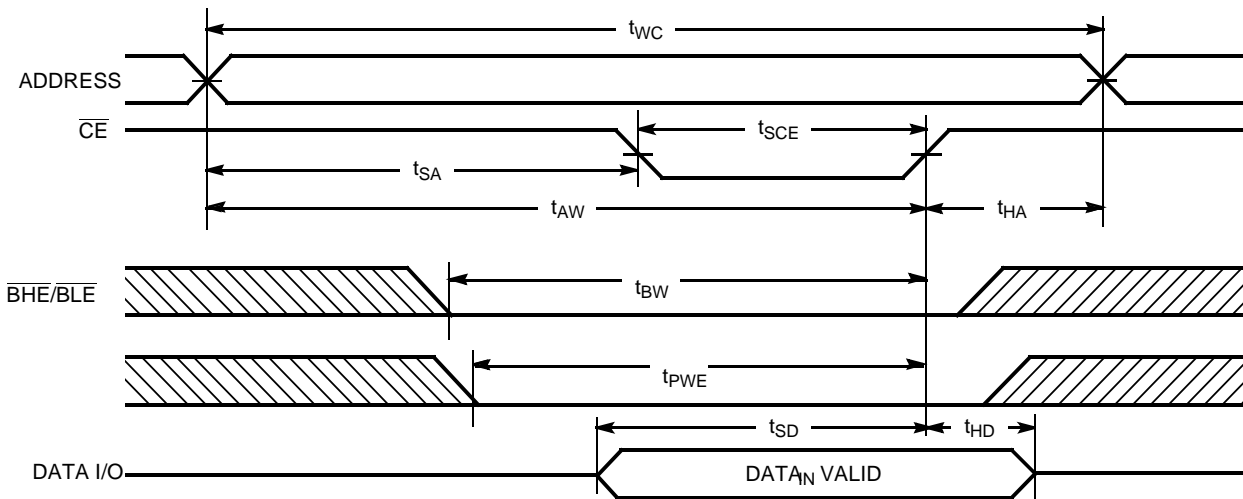 tWC
ADDRESS
CE
tSCE
tSA
tAW
tHA
BHE/BLE
tBW
tPWE
tSD
tHD
DATA I/O
DATAIN VALID